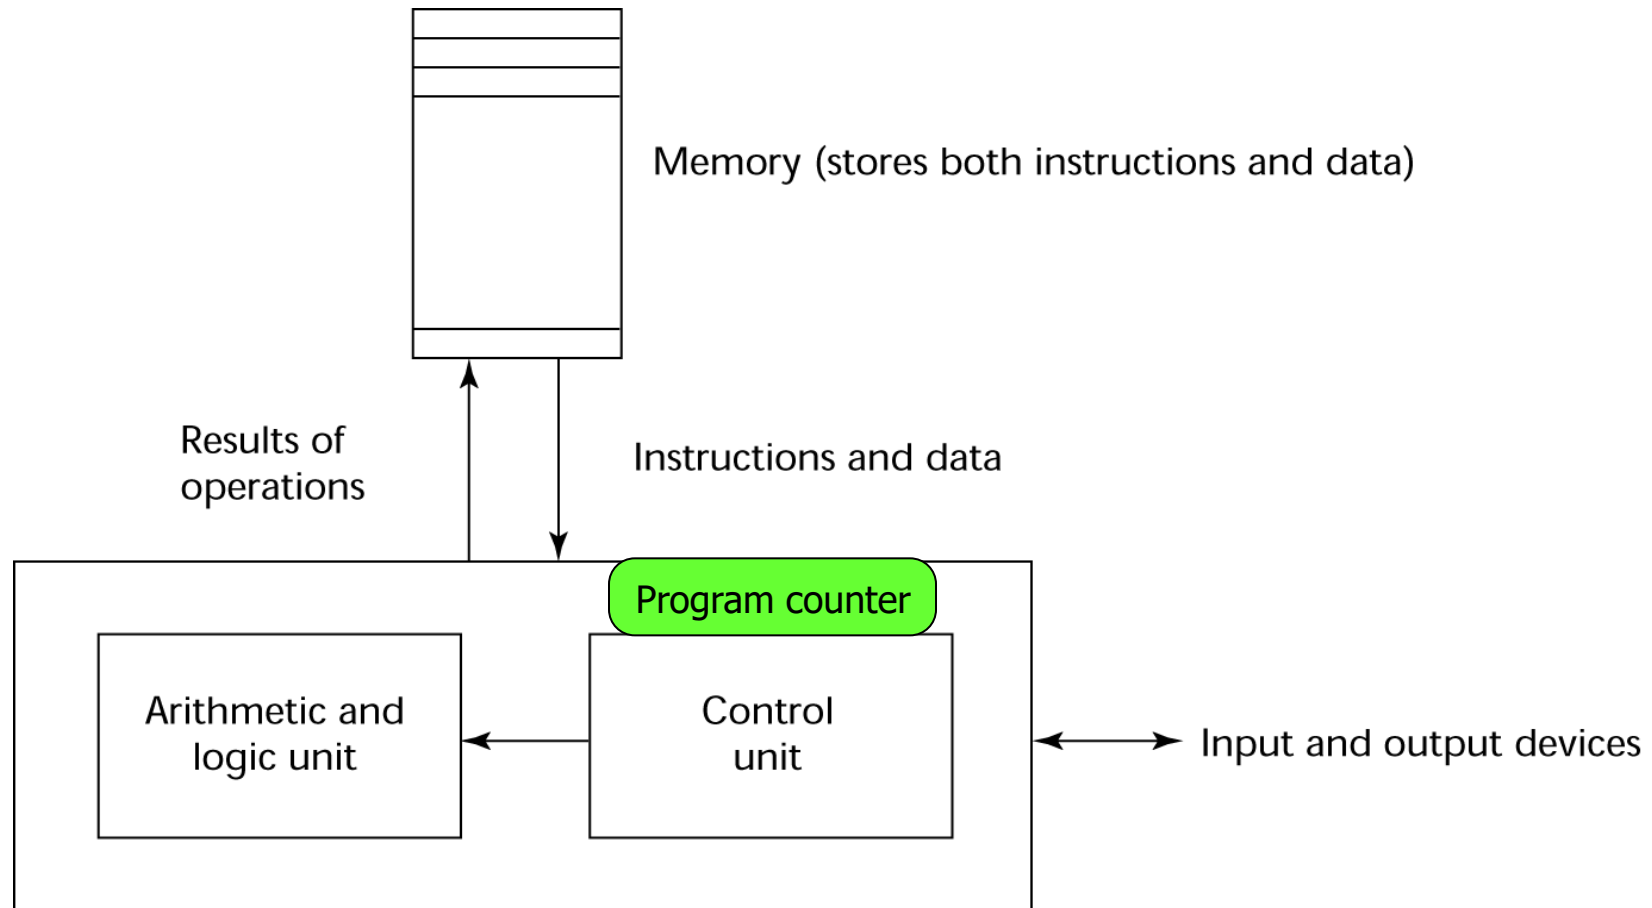 Memory (stores both instructions and data)
Results of
operations
Instructions and data
Program counter
Arithmetic and
logic unit
Control
unit
Input and output devices